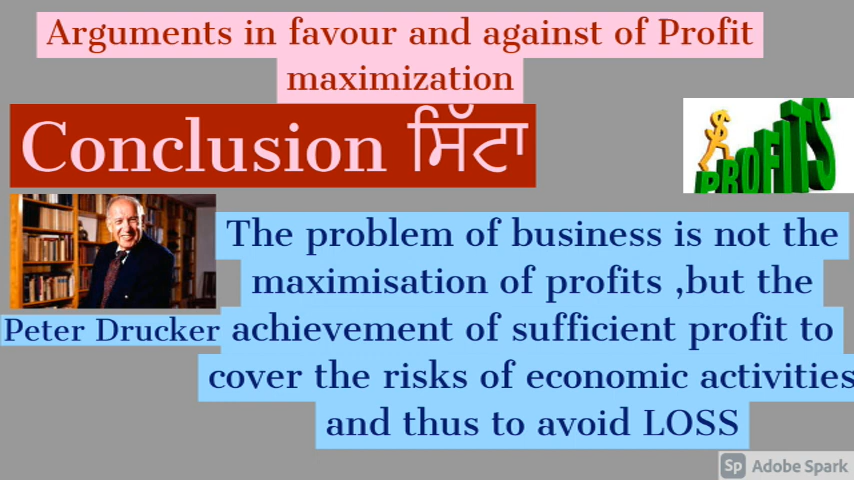 Arguments in favour and against of Profit
maximization
Conclusion ਸਿੱਟਾ
PROFITS
The problem of business is not the
maximisation of profits ,but the
Peter Drucker achievement of sufficient profit to
cover the risks of economic activities
and thus to avoid LOSS
Sp Adobe Spark